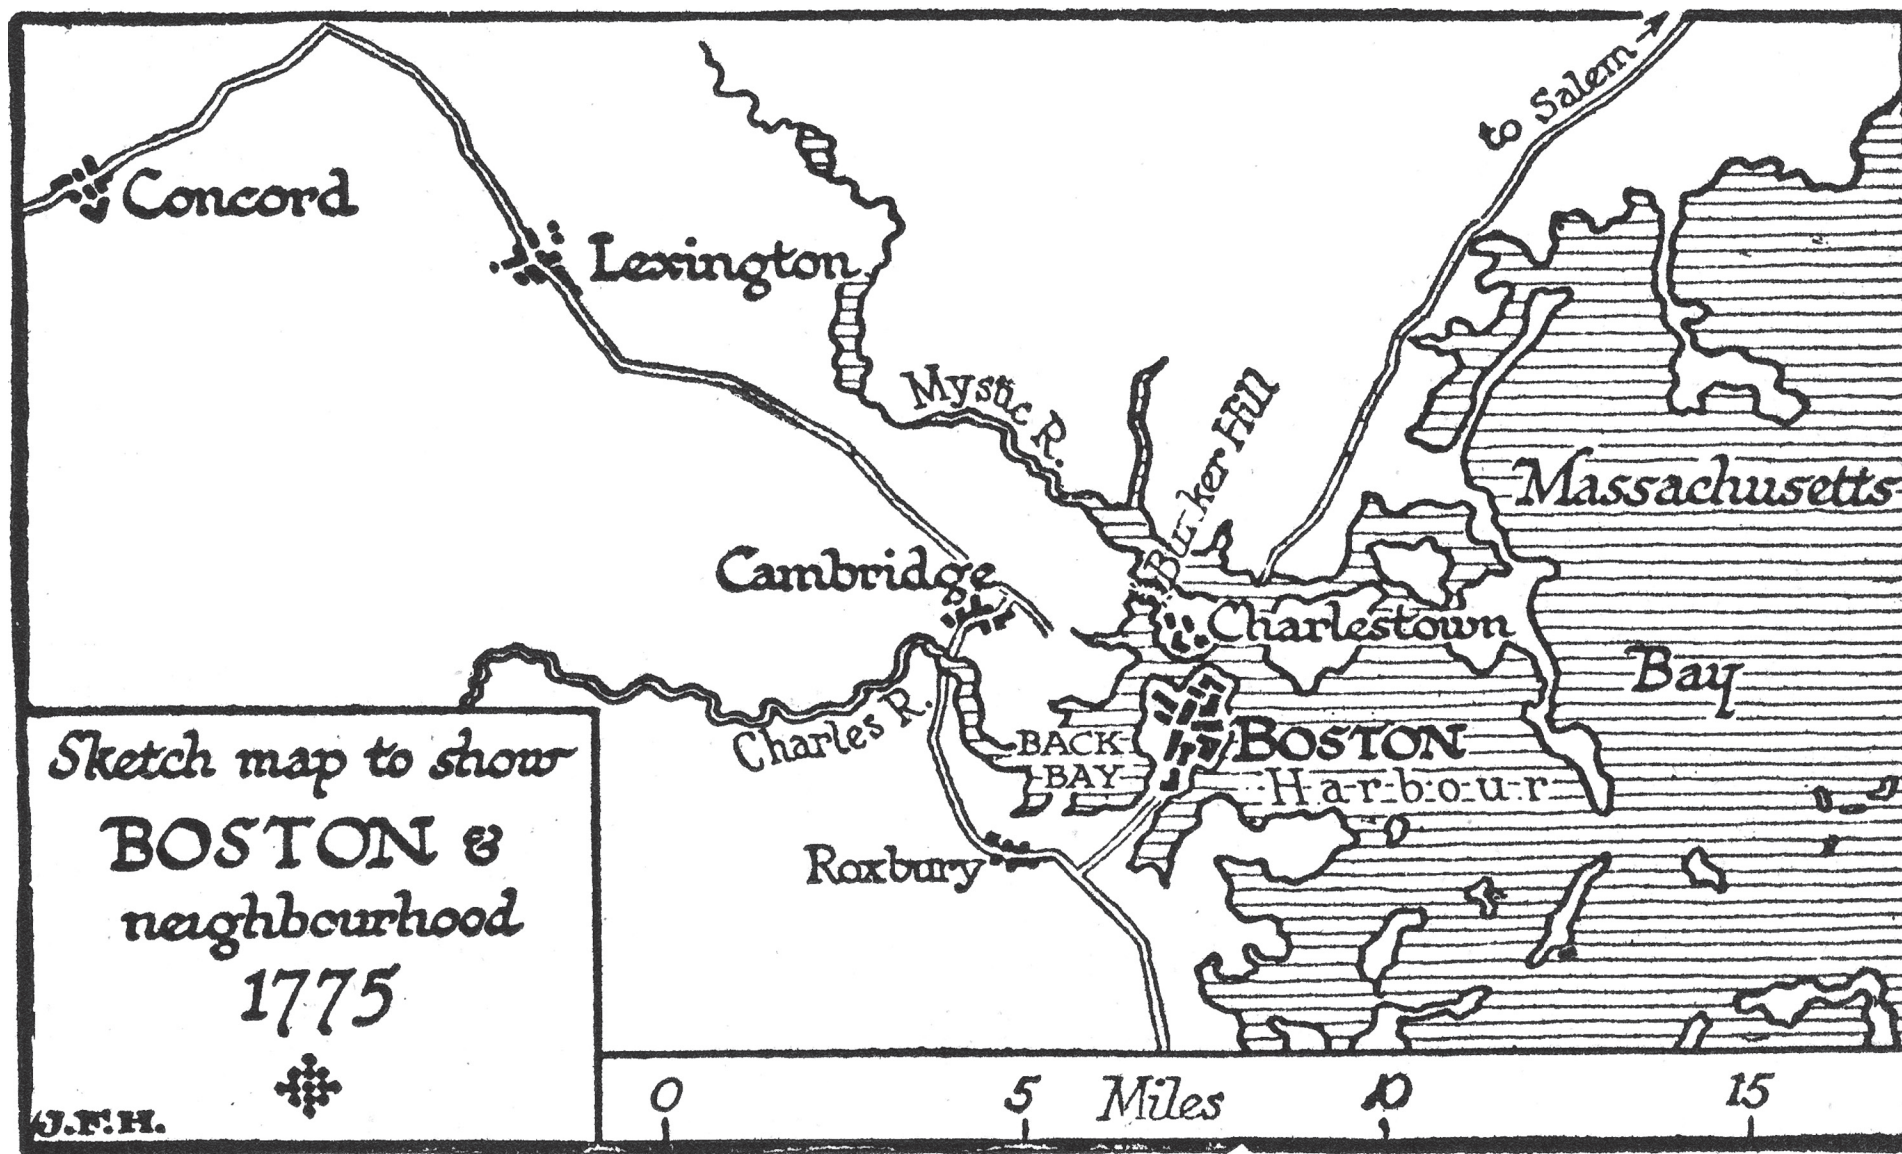 to Salem →
Concord
Lexington
Mystic R.
Bunker Hill
Massachusetts
Cambridge
Charlestown
Bay
Charles R.
BACK
BAY
BOSTON
H-a-r-b-o-u-r
Roxbury
Sketch map to show
BOSTON &
neighbourhood
1775
J.F.H.
0 5 Miles 10 15